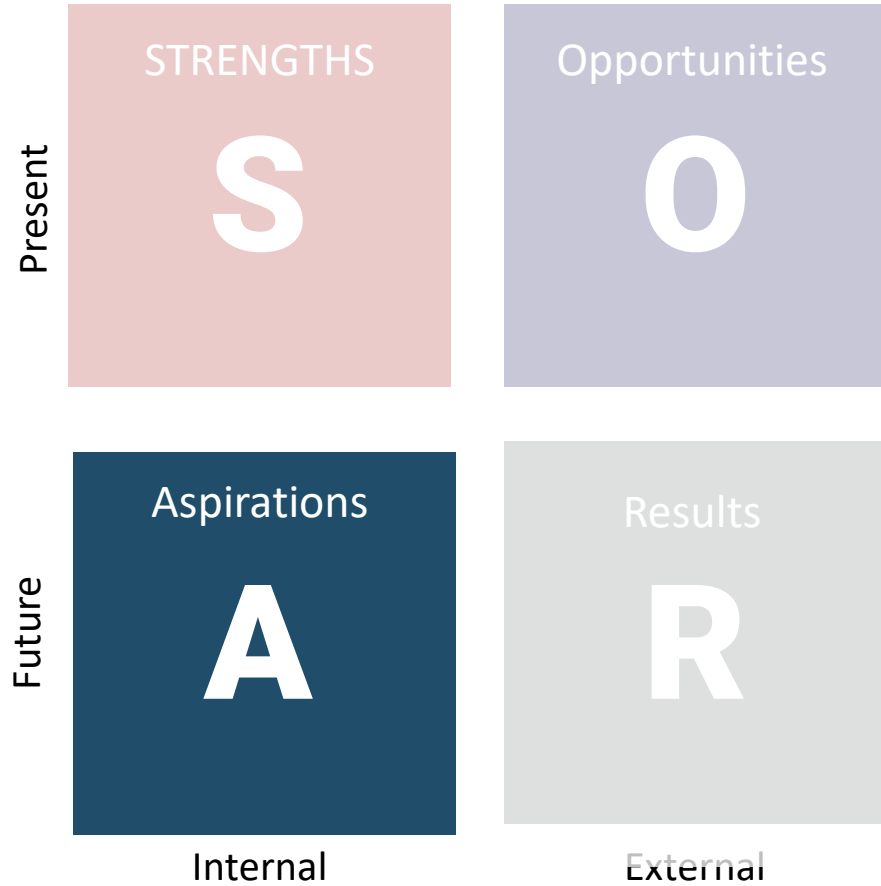 STRENGTHS
S
Opportunities
O
Present
Aspirations
A
Results
R
Future
Internal
External